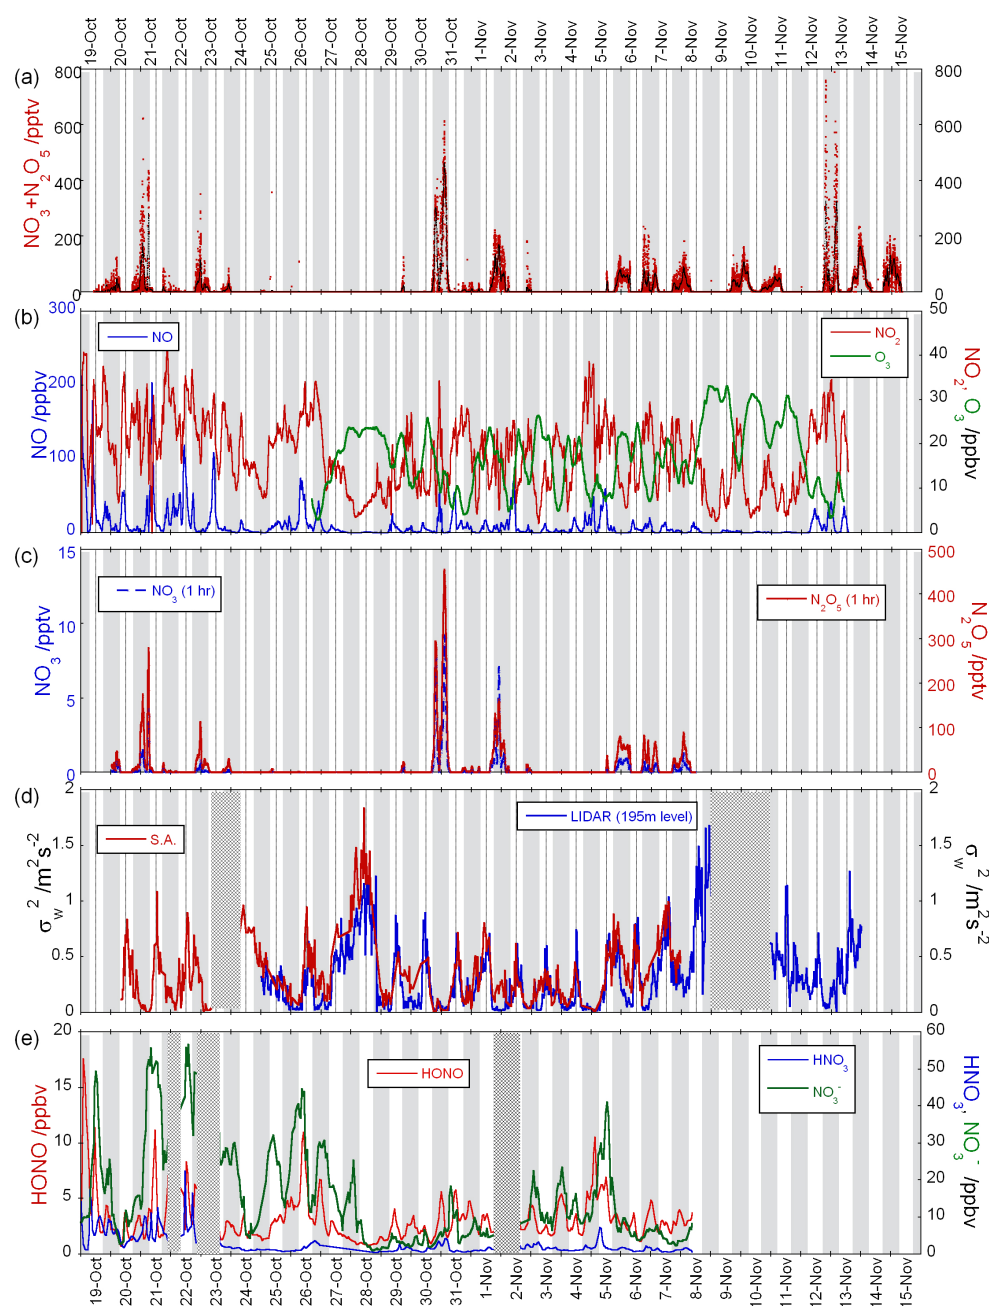 19-Oct 20-Oct 21-Oct 22-Oct 23-Oct 24-Oct 25-Oct 26-Oct 27-Oct 28-Oct 29-Oct 30-Oct 31-Oct 1-Nov 2-Nov 3-Nov 4-Nov 5-Nov 6-Nov 7-Nov 8-Nov 9-Nov 10-Nov 11-Nov 12-Nov 13-Nov 14-Nov 15-Nov
(a)
NO3+N2O5 /pptv
800 600 400 200 0
800 600 400 200 0
(b)
NO /ppbv
300 200 100 0
NO
NO2
O3
50 40 30 20 10 0
NO2, O3 /ppbv
(c)
NO3 /pptv
15 10 5 0
NO3 (1 hr)
N2O5 (1 hr)
500 400 300 200 100 0
N2O5 /pptv
(d)
σw2 /m2s-2
2 1.5 1 0.5 0
S.A.
LIDAR (195m level)
2 1.5 1 0.5 0
σw2 /m2s-2
(e)
HONO /ppbv
20 15 10 5 0
HONO
HNO3
NO3-
60 50 40 30 20 10 0
HNO3, NO3- /ppbv
19-Oct 20-Oct 21-Oct 22-Oct 23-Oct 24-Oct 25-Oct 26-Oct 27-Oct 28-Oct 29-Oct 30-Oct 31-Oct 1-Nov 2-Nov 3-Nov 4-Nov 5-Nov 6-Nov 7-Nov 8-Nov 9-Nov 10-Nov 11-Nov 12-Nov 13-Nov 14-Nov 15-Nov